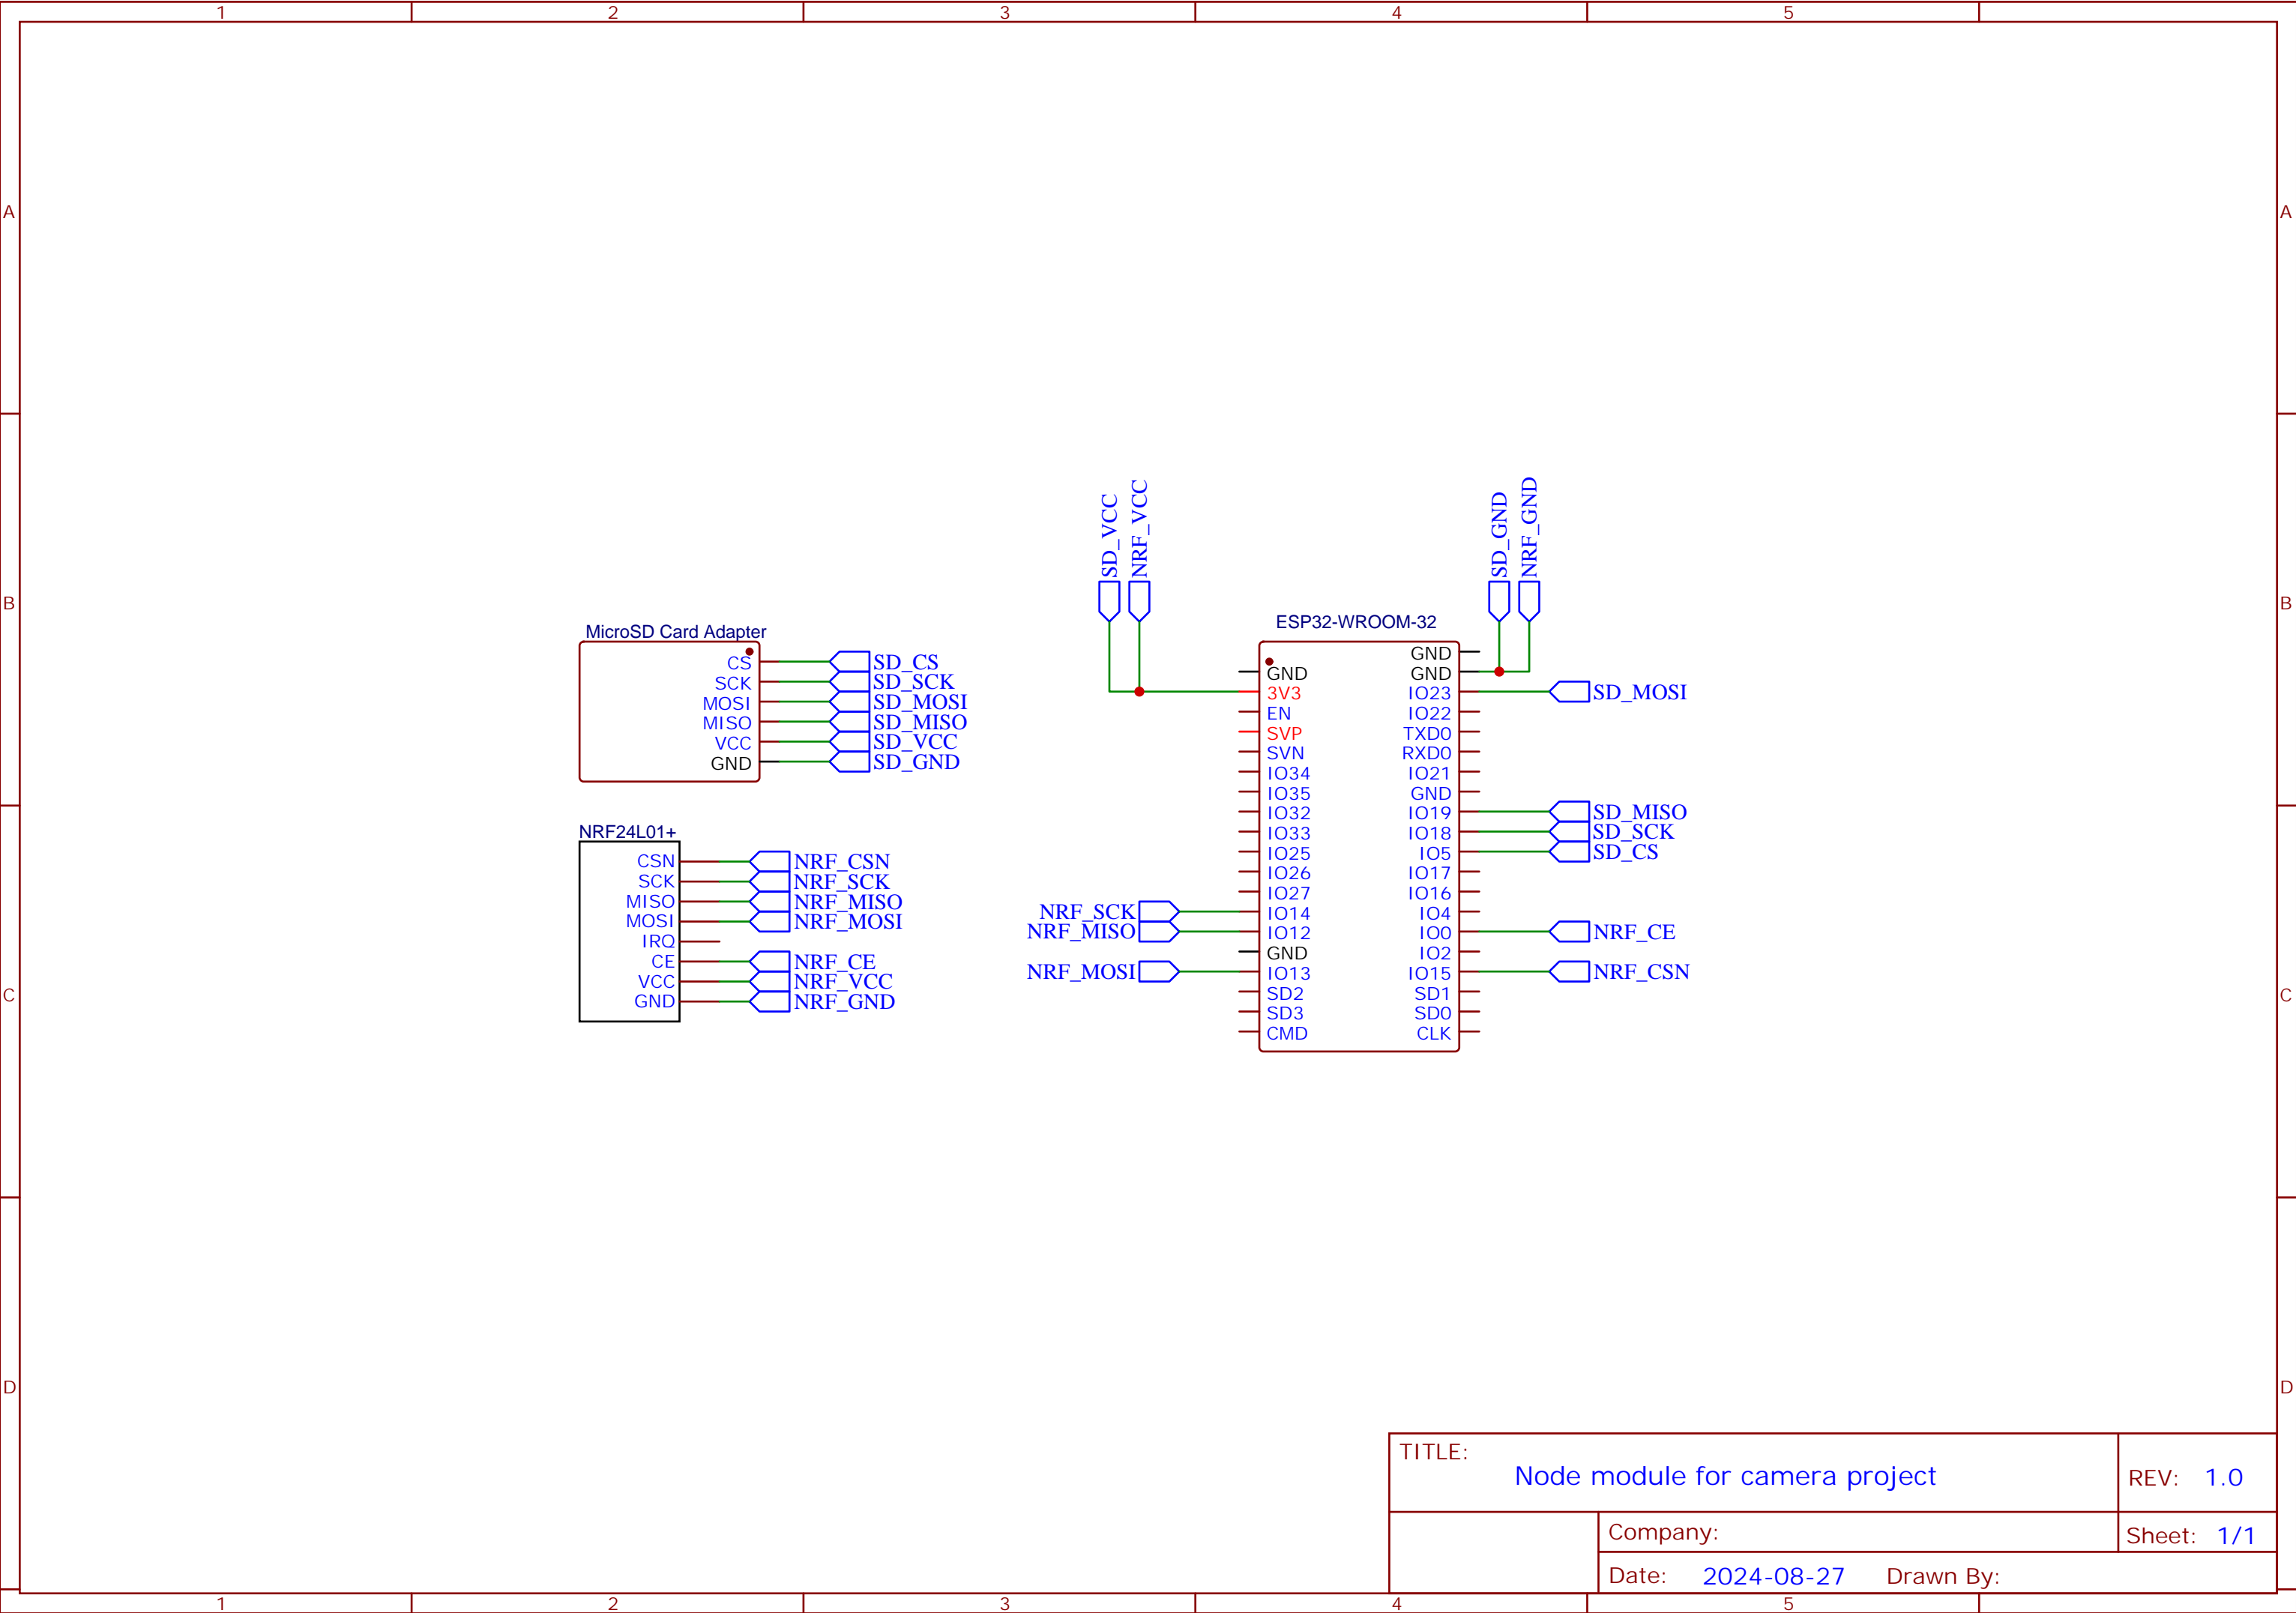 1 2 3 4 5
A A
B B
C C
D D
MicroSD Card Adapter
CS SD_CS
SCK SD_SCK
MOSI SD_MOSI
MISO SD_MISO
VCC SD_VCC
GND SD_GND
NRF24L01+
CSN NRF_CSN
SCK NRF_SCK
MISO NRF_MISO
MOSI NRF_MOSI
IRQ
CE NRF_CE
VCC NRF_VCC
GND NRF_GND
SD_VCC
NRF_VCC
SD_GND
NRF_GND
ESP32-WROOM-32
GND
GND GND
3V3 IO23 SD_MOSI
EN IO22
SVP TXD0
SVN RXD0
IO34 IO21
IO35 GND
IO32 IO19 SD_MISO
IO33 IO18 SD_SCK
IO25 IO5 SD_CS
IO26 IO17
IO27 IO16
NRF_SCK IO14 IO4
NRF_MISO IO12 IO0 NRF_CE
GND IO2
NRF_MOSI IO13 IO15 NRF_CSN
SD2 SD1
SD3 SD0
CMD CLK
TITLE:
Node module for camera project
REV: 1.0
Company:
Sheet: 1/1
Date: 2024-08-27 Drawn By:
1 2 3 4 5